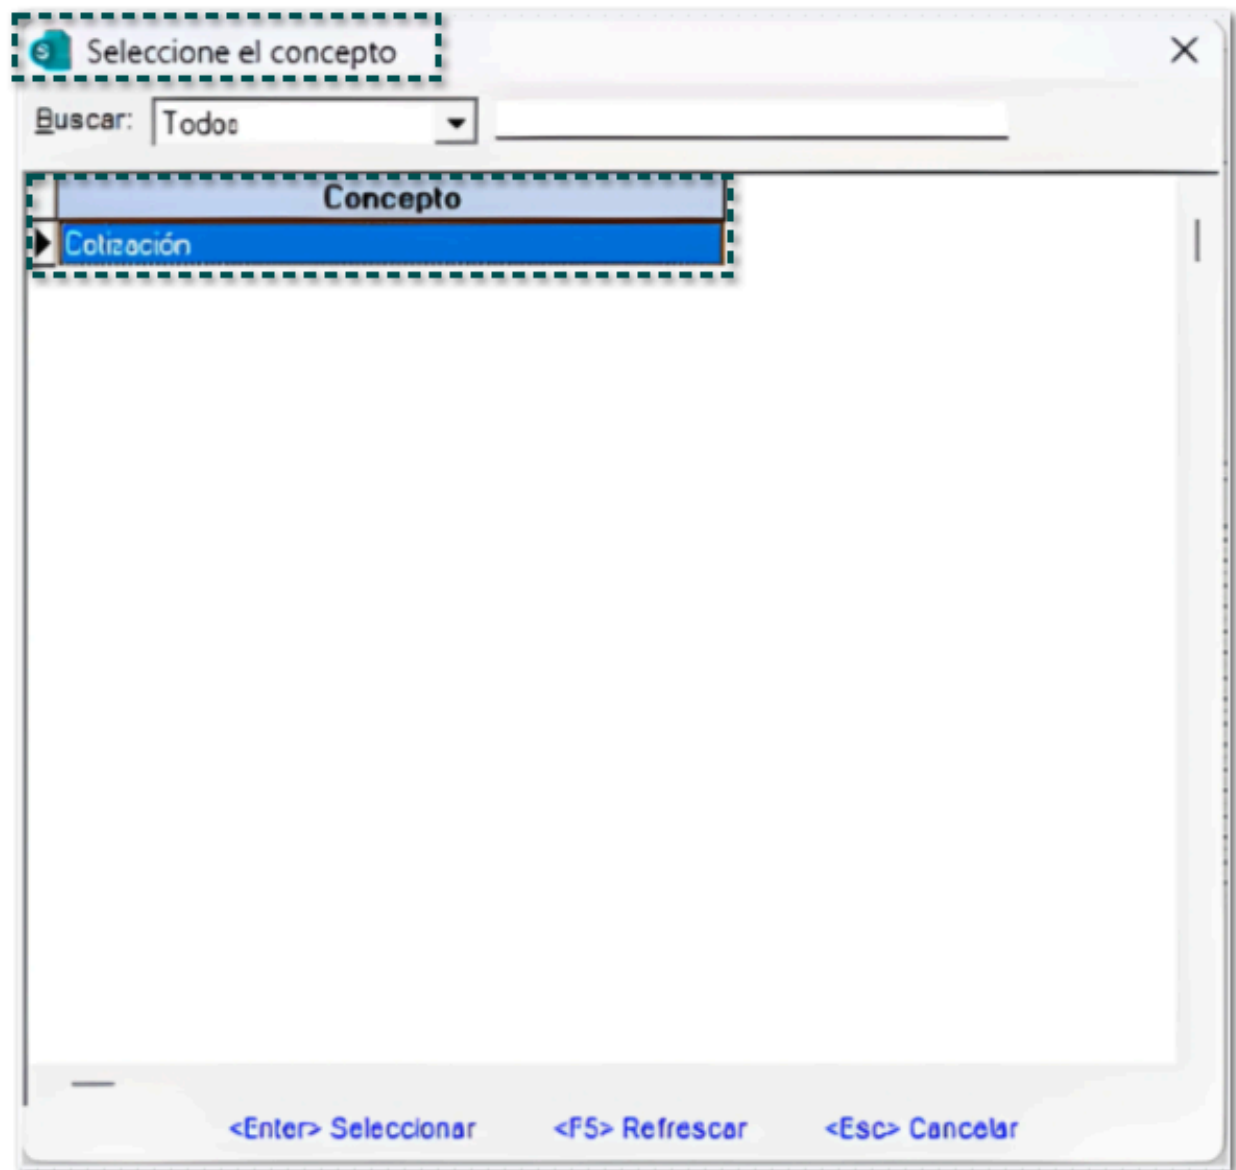 Seleccione el concepto
Buscar: Todos
Concepto
Cotización
<Enter> Seleccionar <F5> Refrescar <Esc> Cancelar